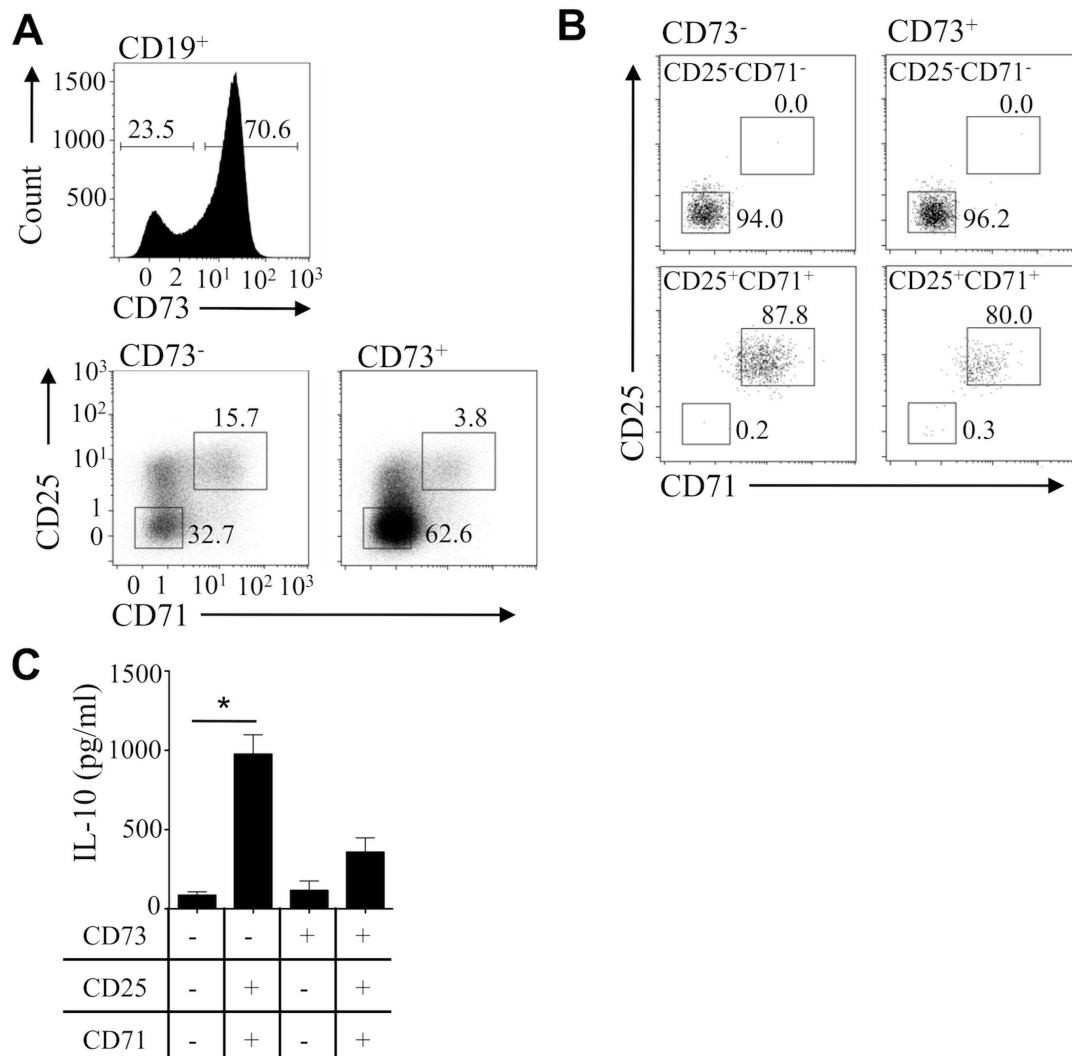 A
CD19⁺
1500
1000
500
Count
23.5
70.6
0 2 10¹ 10² 10³
CD73
CD73⁻
CD73⁺
10³
10²
10¹
1
0
CD25
15.7
32.7
3.8
62.6
0 1 10¹ 10² 10³
CD71
B
CD73⁻
CD73⁺
CD25⁻CD71⁻
0.0
94.0
CD25⁻CD71⁻
0.0
96.2
CD25⁺CD71⁺
87.8
0.2
CD25⁺CD71⁺
80.0
0.3
CD25
CD71
C
1500
1000
500
0
IL-10 (pg/ml)
*
CD73 - - + +
CD25 - + - +
CD71 - + - +